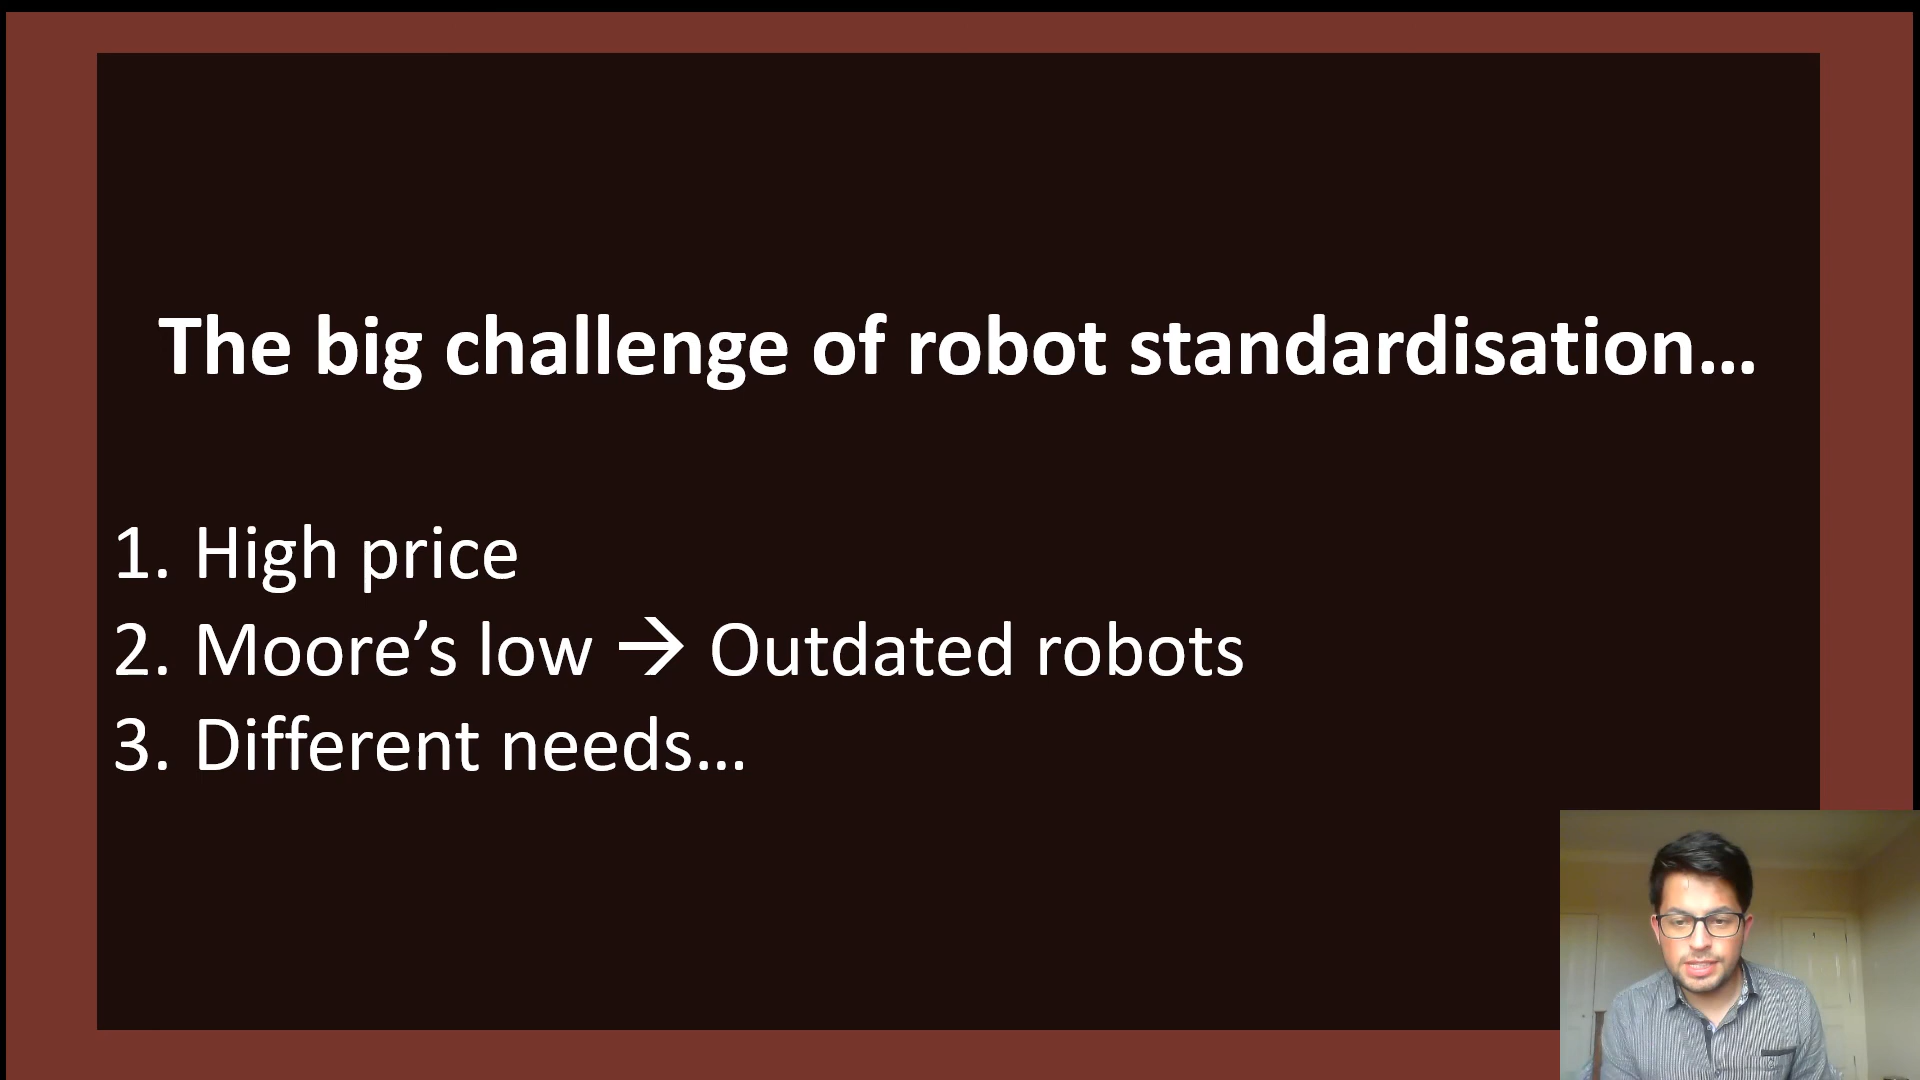 The big challenge of robot standardisation...
1. High price
2. Moore’s low → Outdated robots
3. Different needs...